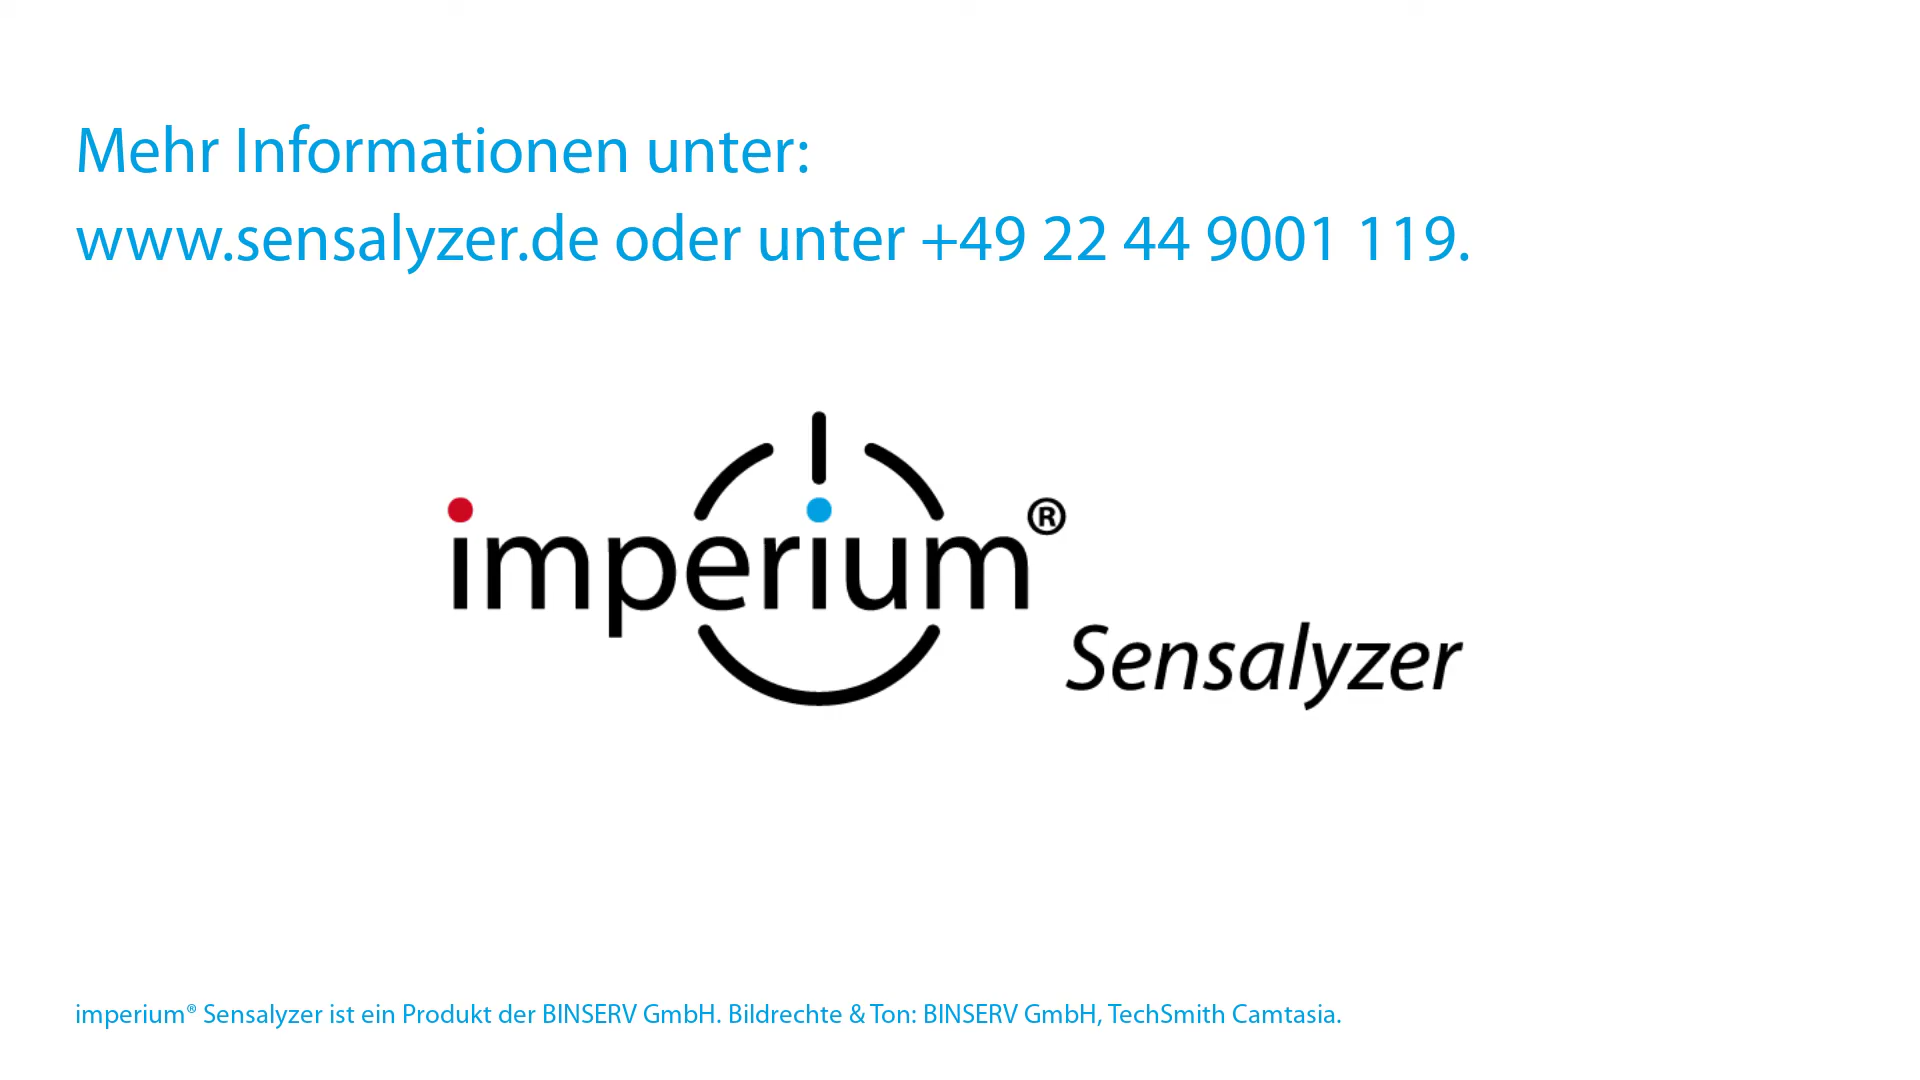 Mehr Informationen unter:
www.sensalyzer.de oder unter +49 22 44 9001 119.
imperium®
Sensalyzer
imperium® Sensalyzer ist ein Produkt der BINSERV GmbH. Bildrechte & Ton: BINSERV GmbH, TechSmith Camtasia.